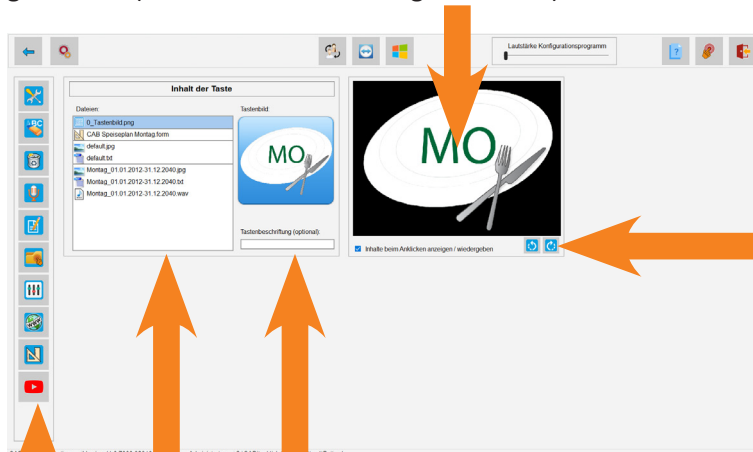 Lautstärke Konfigurationsprogramm
?
Inhalt der Taste
ABC
Dateien:
Tastenbild:
0_Tastenbild.png
CAB Speiseplan Montag.form
default.jpg
default.txt
Montag_01.01.2012-31.12.2040.jpg
Montag_01.01.2012-31.12.2040.txt
Montag_01.01.2012-31.12.2040.wav
MO
MO
Tastenbeschriftung (optional):
Inhalte beim Anklicken anzeigen / wiedergeben